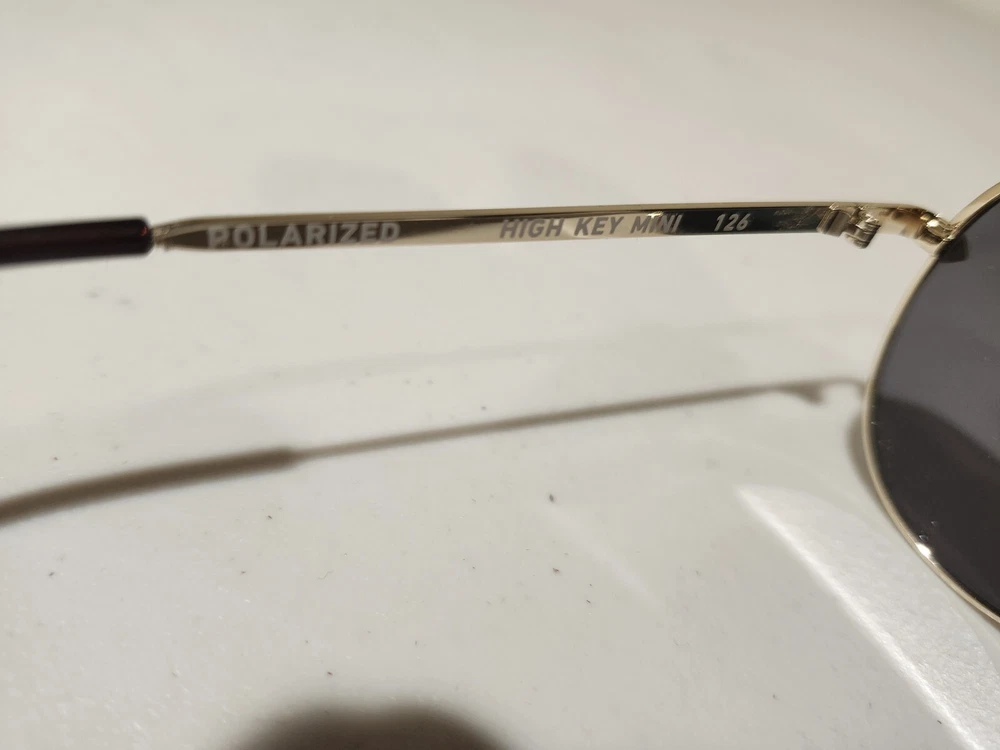 POLARIZED HIGH KEY MINI 126